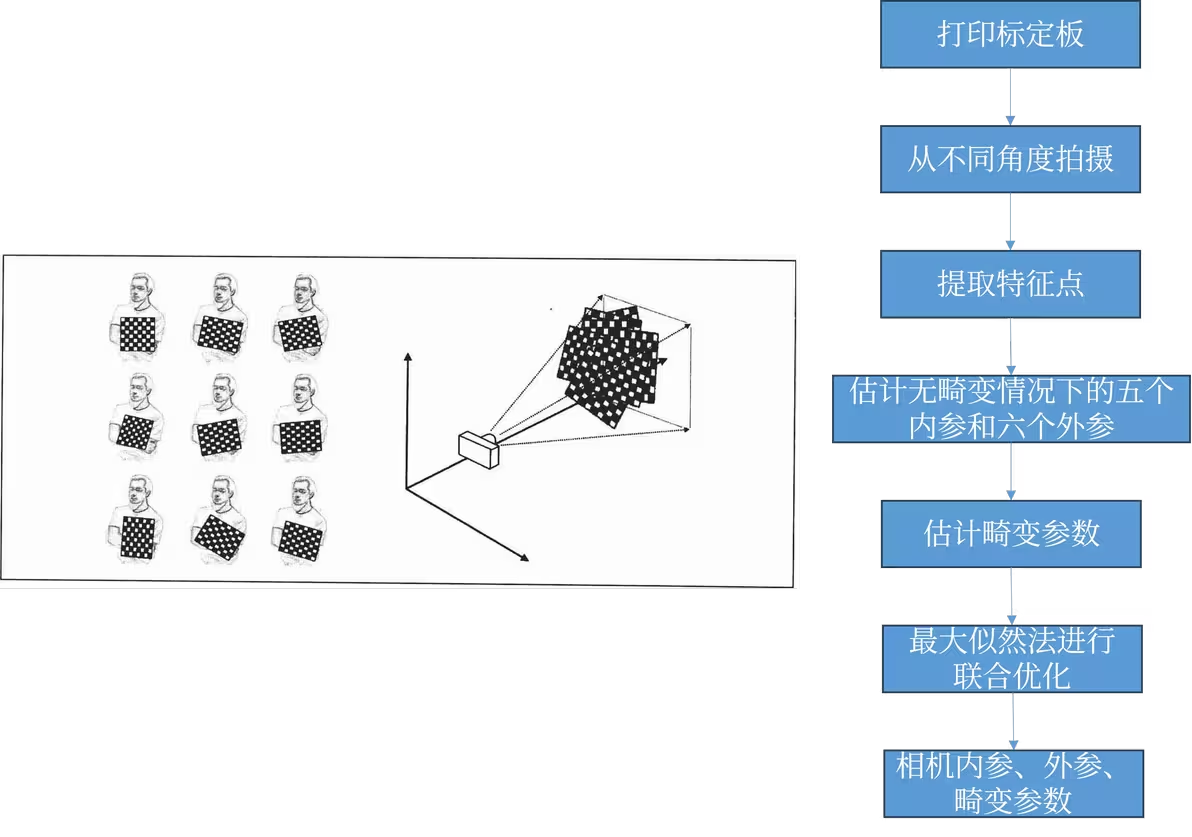 打印标定板
从不同角度拍摄
提取特征点
估计无畸变情况下的五个
内参和六个外参
估计畸变参数
最大似然法进行
联合优化
相机内参、外参、
畸变参数